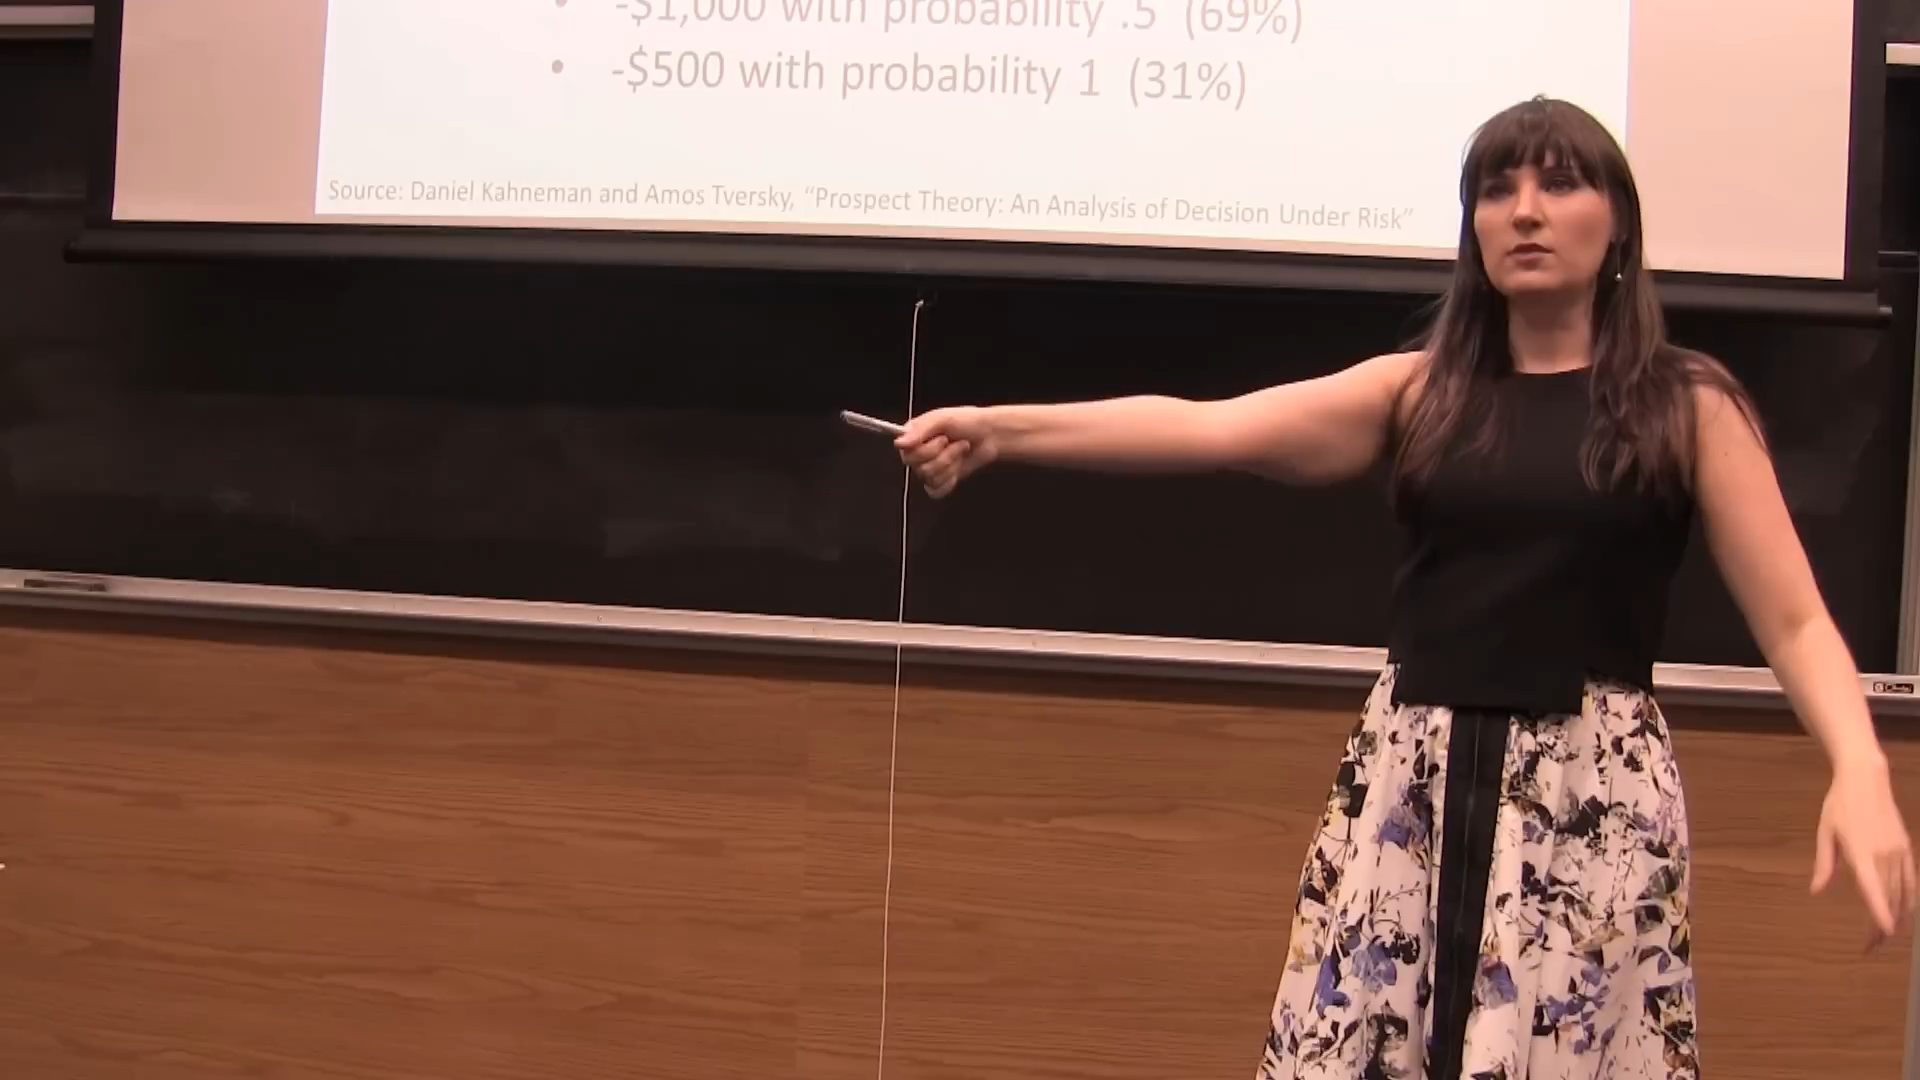 • -$1,000 with probability .5 (69%)
• -$500 with probability 1 (31%)
Source: Daniel Kahneman and Amos Tversky, “Prospect Theory: An Analysis of Decision Under Risk”